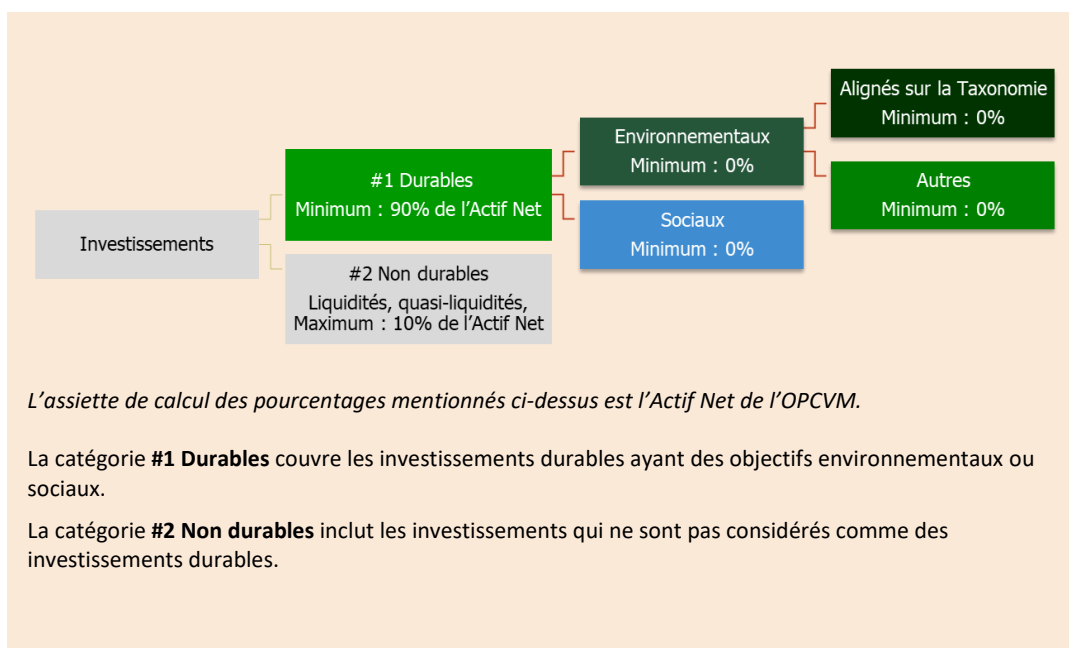 Alignés sur la Taxonomie
Minimum : 0%
Environnementaux
Minimum : 0%
#1 Durables
Minimum : 90% de l’Actif Net
Autres
Minimum : 0%
Sociaux
Minimum : 0%
Investissements
#2 Non durables
Liquidités, quasi-liquidités,
Maximum : 10% de l’Actif Net
L’assiette de calcul des pourcentages mentionnés ci-dessus est l’Actif Net de l’OPCVM.
La catégorie #1 Durables couvre les investissements durables ayant des objectifs environnementaux ou
sociaux.
La catégorie #2 Non durables inclut les investissements qui ne sont pas considérés comme des
investissements durables.